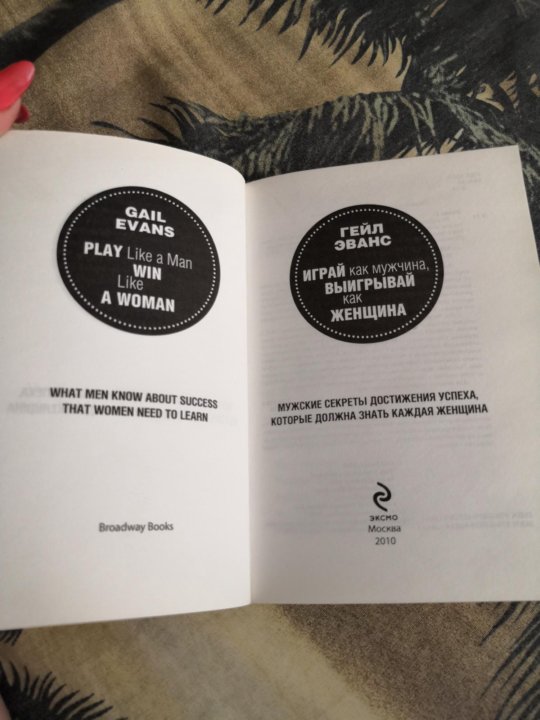 GAIL
EVANS
PLAY Like a Man
WIN
Like
A WOMAN
WHAT MEN KNOW ABOUT SUCCESS
THAT WOMEN NEED TO LEARN
Broadway Books
ГЕЙЛ
ЭВАНС
ИГРАЙ как мужчина,
ВЫИГРЫВАЙ
как
ЖЕНЩИНА
МУЖСКИЕ СЕКРЕТЫ ДОСТИЖЕНИЯ УСПЕХА,
КОТОРЫЕ ДОЛЖНА ЗНАТЬ КАЖДАЯ ЖЕНЩИНА
ЭКСМО
Москва
2010